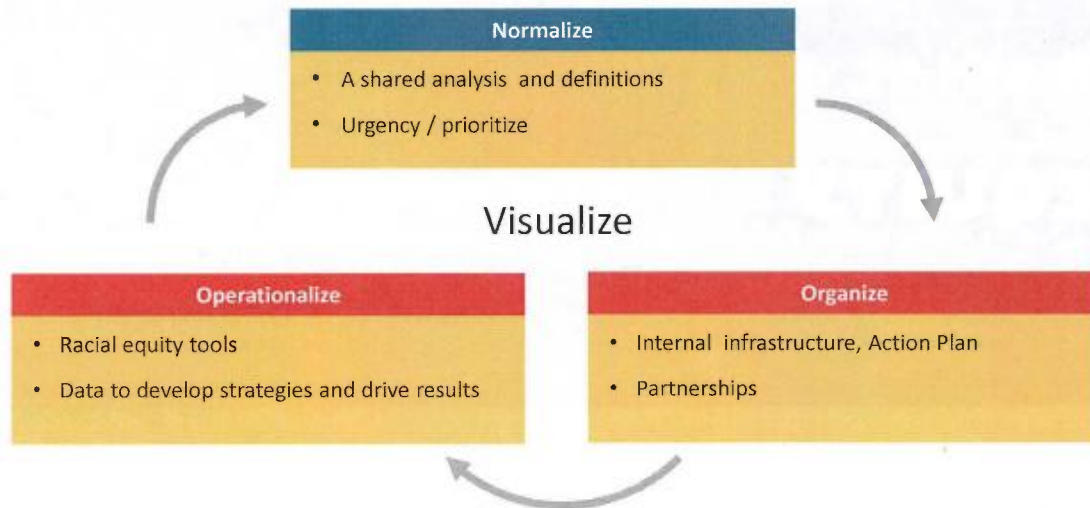 Normalize
• A shared analysis and definitions
• Urgency / prioritize
Visualize
Operationalize
• Racial equity tools
• Data to develop strategies and drive results
Organize
• Internal infrastructure, Action Plan
• Partnerships